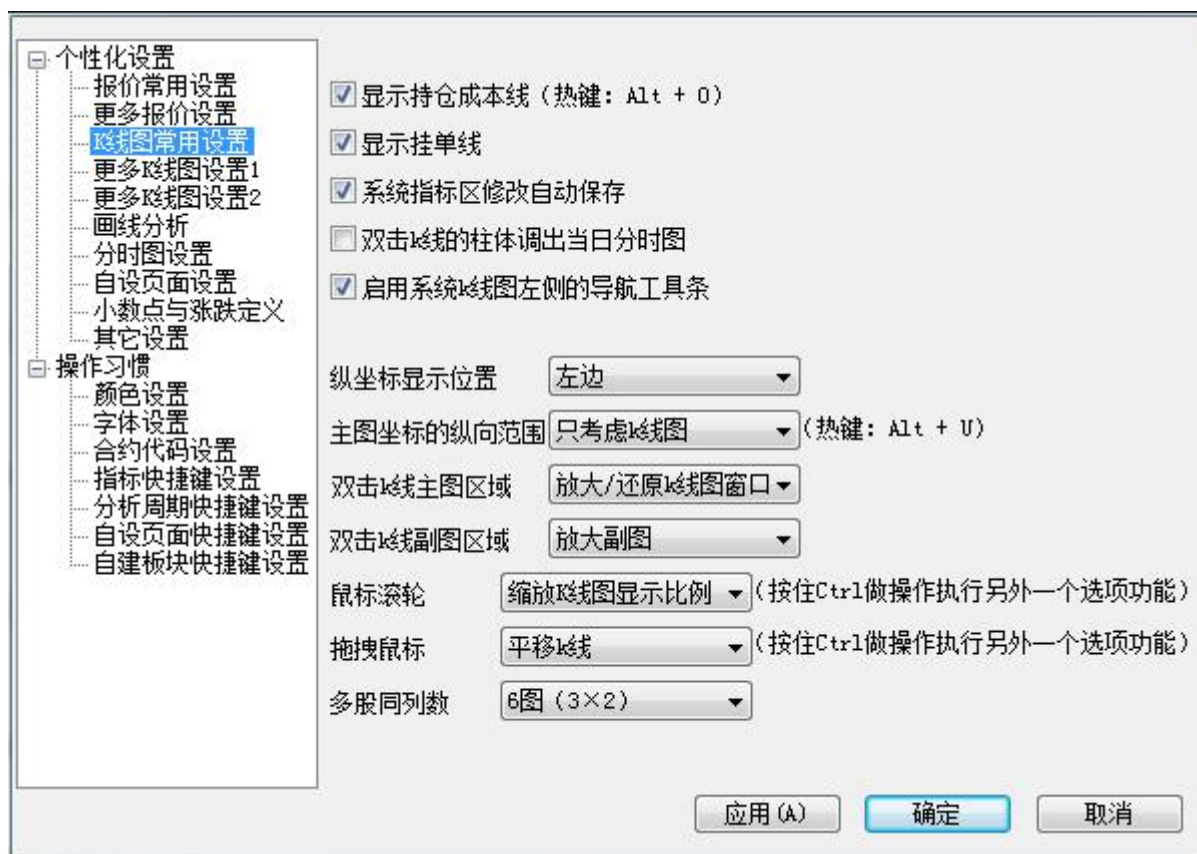 个性化设置
报价常用设置
更多报价设置
K线图常用设置
更多K线图设置1
更多K线图设置2
画线分析
分时图设置
自设页面设置
小数点与涨跌定义
其它设置
操作习惯
颜色设置
字体设置
合约代码设置
指标快捷键设置
分析周期快捷键设置
自设页面快捷键设置
自建板块快捷键设置
显示持仓成本线（热键: Alt + O）
显示挂单线
系统指标区修改自动保存
双击k线的柱体调出当日分时图
启用系统k线图左侧的导航工具条
纵坐标显示位置 左边
主图坐标的纵向范围 只考虑k线图 (热键: Alt + U)
双击k线主图区域 放大/还原k线图窗口
双击k线副图区域 放大副图
鼠标滚轮 缩放K线图显示比例 (按住Ctrl做操作执行另外一个选项功能)
拖拽鼠标 平移k线 (按住Ctrl做操作执行另外一个选项功能)
多股同列数 6图（3×2）
应用(A) 确定 取消